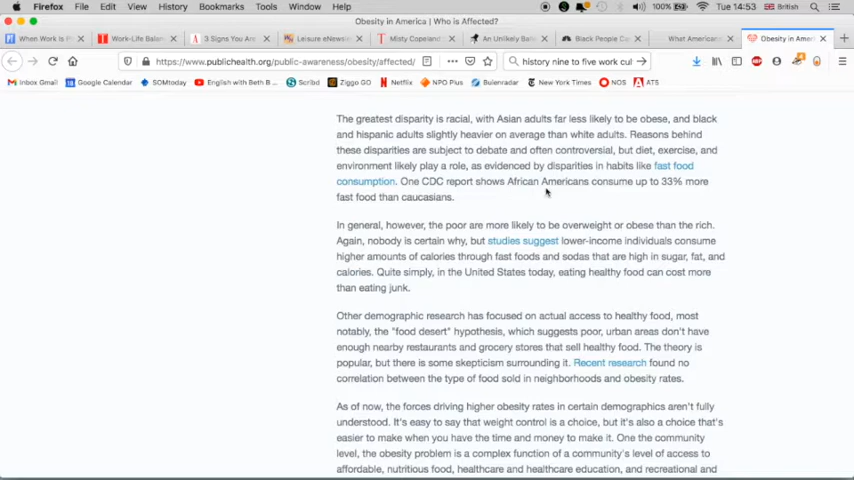 Firefox File Edit View History Bookmarks Tools Window Help 100% Tue 14:53 British
Obesity in America | Who is Affected?
When Work Is Work-Life Balan 3 Signs You Are Leisure eNewsle Misty Copeland An Unlikely Balle Black People Ca What American Obesity in Ameri
https://www.publichealth.org/public-awareness/obesity/affected/ history nine to five work cul
Inbox Gmail Google Calendar SOMtoday English with Beth B... Scribd Ziggo GO Netflix NPO Plus New York Times NOS AT5
The greatest disparity is racial, with Asian adults far less likely to be obese, and black
and hispanic adults slightly heavier on average than white adults. Reasons behind
these disparities are subject to debate and often controversial, but diet, exercise, and
environment likely play a role, as evidenced by disparities in habits like fast food
consumption. One CDC report shows African Americans consume up to 33% more
fast food than caucasians.
In general, however, the poor are more likely to be overweight or obese than the rich.
Again, nobody is certain why, but studies suggest lower-income individuals consume
higher amounts of calories through fast foods and sodas that are high in sugar, fat, and
calories. Quite simply, in the United States today, eating healthy food can cost more
than eating junk.
Other demographic research has focused on actual access to healthy food, most
notably, the "food desert" hypothesis, which suggests poor, urban areas don't have
enough nearby restaurants and grocery stores that sell healthy food. The theory is
popular, but there is some skepticism surrounding it. Recent research found no
correlation between the type of food sold in neighborhoods and obesity rates.
As of now, the forces driving higher obesity rates in certain demographics aren't fully
understood. It's easy to say that weight control is a choice, but it's also a choice that's
easier to make when you have the time and money to make it. One the community
level, the obesity problem is a complex function of a community's level of access to
affordable, nutritious food, healthcare and healthcare education, and recreational and